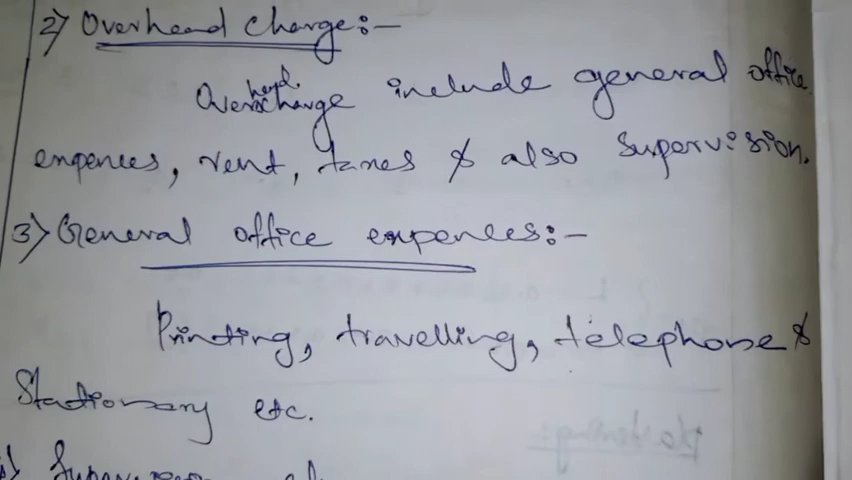 2) Overhead Charge:-
Overhead charge include general office
expences, rent, taxes & also Supervision.
3) General office expences:-
Printing, travelling, telephone &
Stationary etc.